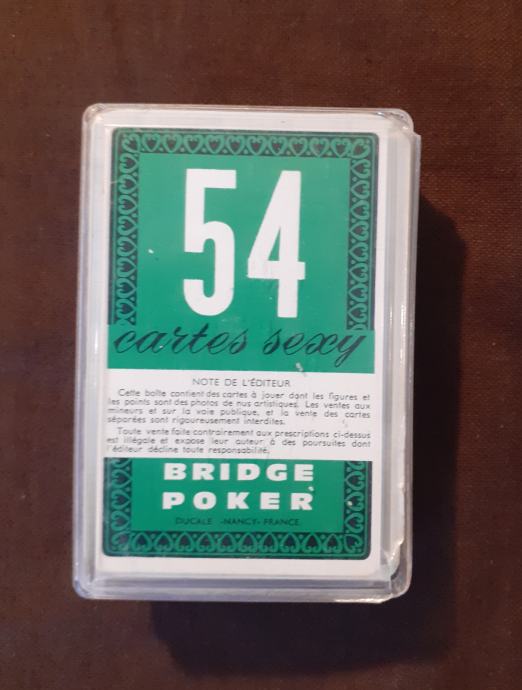 54
cartes sexy
NOTE DE L'ÉDITEUR
Cette boîte contient des cartes à jouer dont les figures et
les points sont des photos de nus artistiques. Les ventes aux
mineurs et sur la voie publique, et la vente des cartes
séparées sont rigoureusement interdites.
Toute vente faite contrairement aux prescriptions ci-dessus
est illégale et expose leur auteur à des poursuites dont
l'éditeur décline toute responsabilité.
BRIDGE
POKER
DUCALE -NANCY- FRANCE